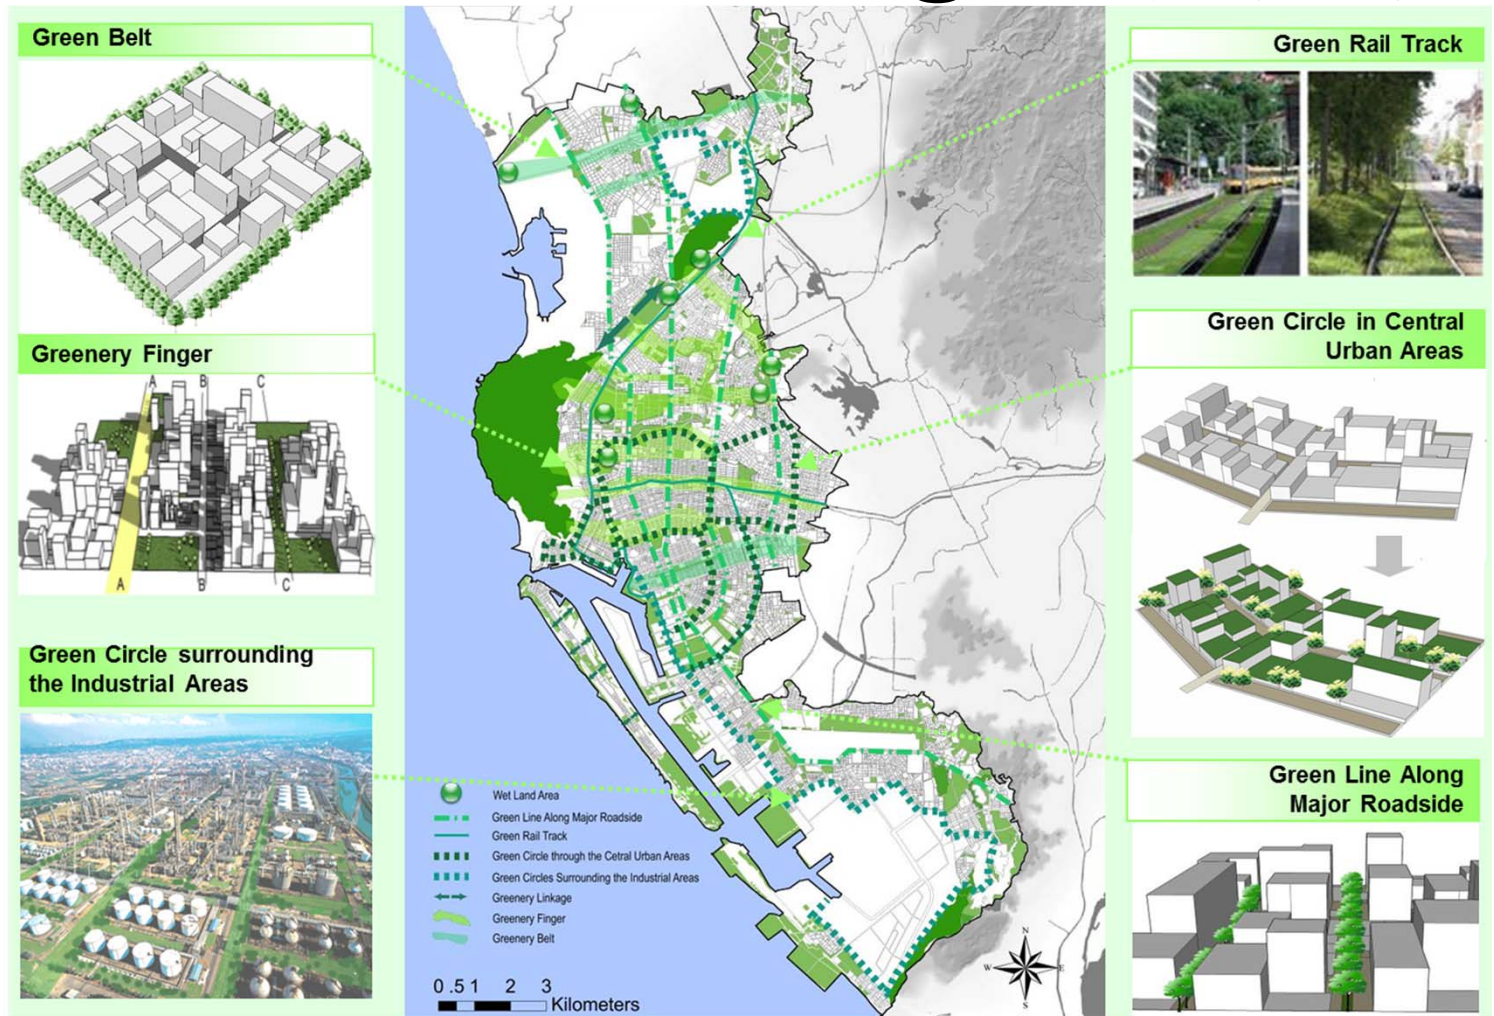 Green Belt
A B C
Greenery Finger
A B C
Green Circle surrounding
the Industrial Areas
Wet Land Area
Green Line Along Major Roadside
Green Rail Track
Green Circle through the Cetral Urban Areas
Green Circles Surrounding the Industrial Areas
Greenery Linkage
Greenery Finger
Greenery Belt
0 .5 1 2 3
Kilometers
N
W E
S
Green Rail Track
Green Circle in Central
Urban Areas
Green Line Along
Major Roadside